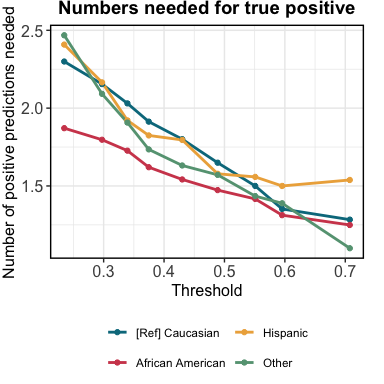 Numbers needed for true positive
Number of positive predictions needed
2.5
2.0
1.5
0.3 0.4 0.5 0.6 0.7
Threshold
[Ref] Caucasian Hispanic
African American Other